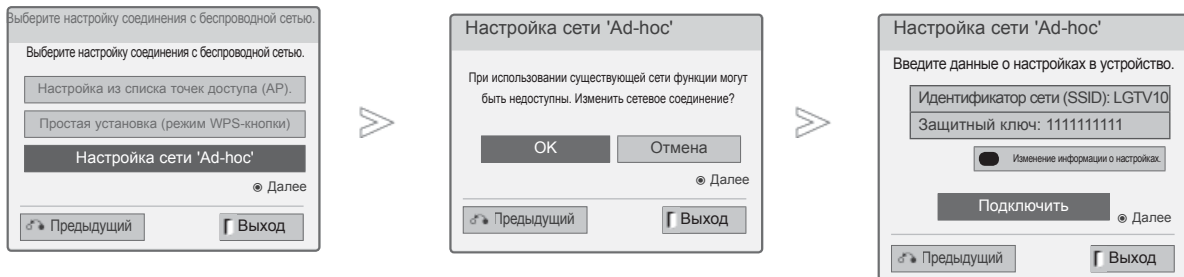 Выберите настройку соединения с беспроводной сетью.
Выберите настройку соединения с беспроводной сетью.
Настройка из списка точек доступа (AP).
Простая установка (режим WPS-кнопки)
Настройка сети 'Ad-hoc'
Далее
Предыдущий
Выход
Настройка сети 'Ad-hoc'
При использовании существующей сети функции могут
быть недоступны. Изменить сетевое соединение?
OK
Отмена
Далее
Предыдущий
Выход
Настройка сети 'Ad-hoc'
Введите данные о настройках в устройство.
Идентификатор сети (SSID): LGTV10
Защитный ключ: 1111111111
Изменение информации о настройках.
Подключить
Далее
Предыдущий
Выход